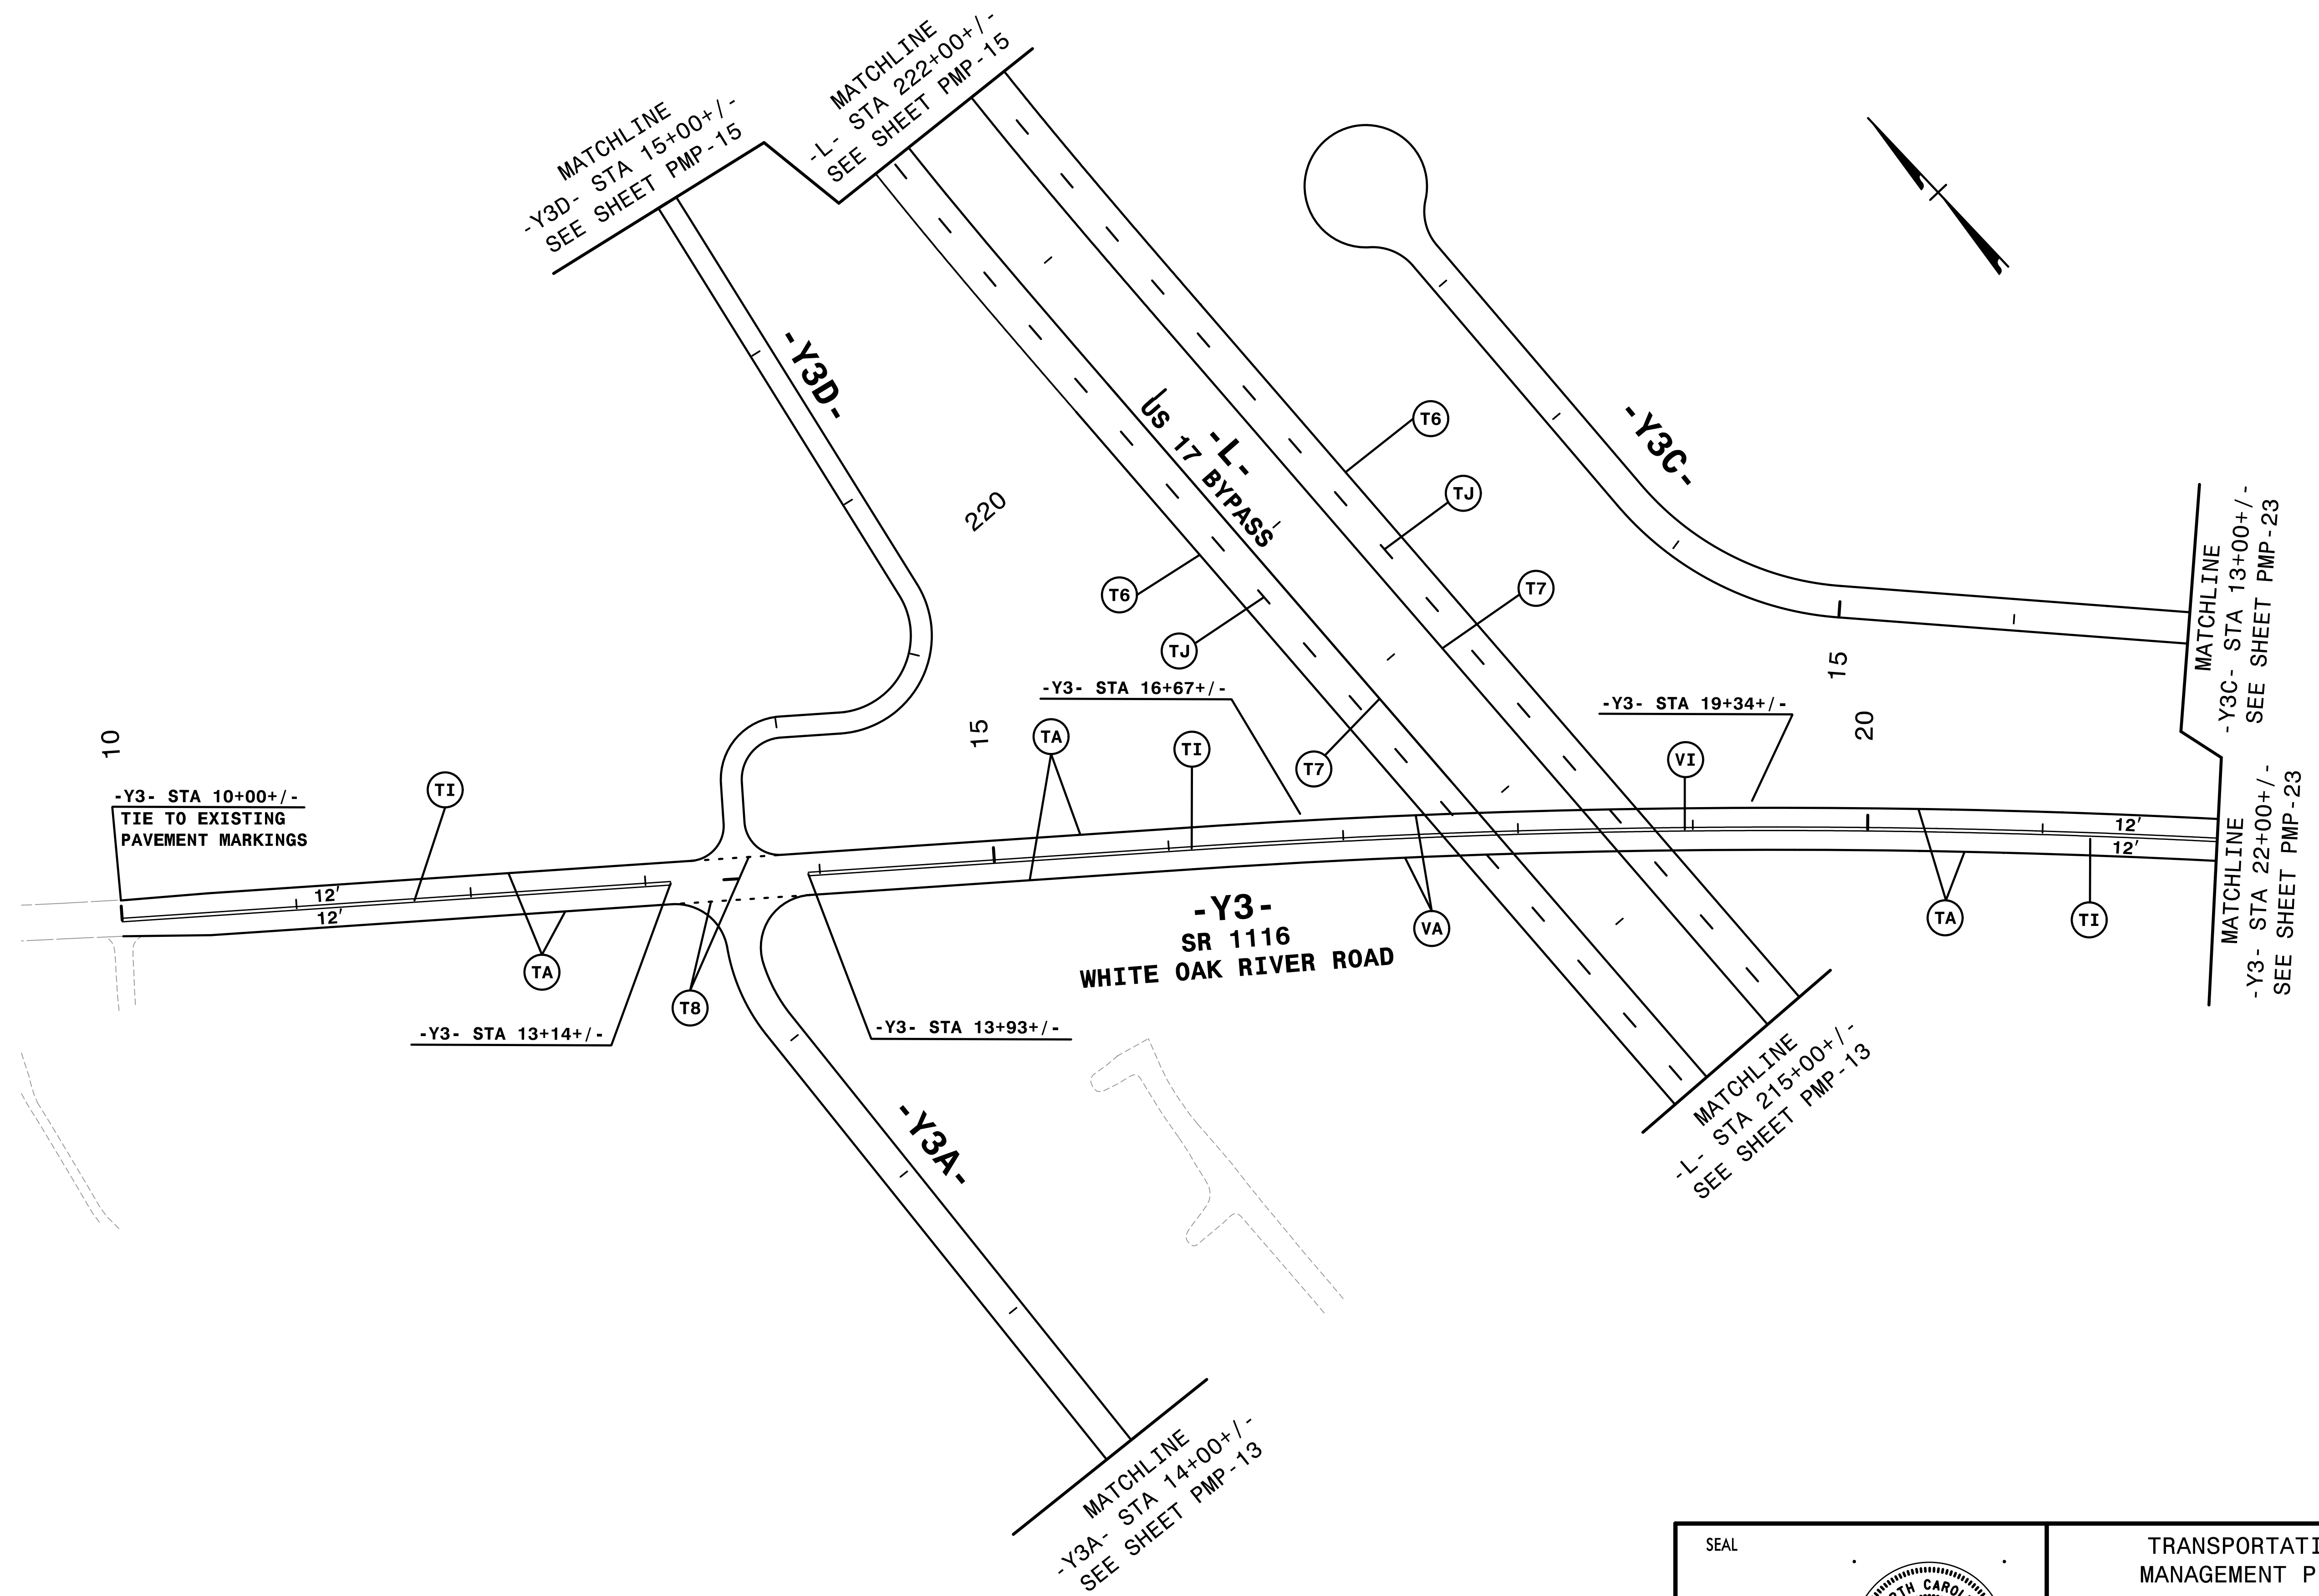 MATCHLINE
-Y3D- STA 15+00+/-
SEE SHEET PMP-15
MATCHLINE
-L- STA 222+00+/-
SEE SHEET PMP-15
-Y3D-
-L-
US 17 BYPASS
-Y3C-
T6
TJ
T7
220
T6
TJ
T7
MATCHLINE
-Y3C- STA 13+00+/-
SEE SHEET PMP-23
15
20
-Y3- STA 16+67+/-
-Y3- STA 19+34+/-
10
15
TA
TI
VI
-Y3- STA 10+00+/-
TIE TO EXISTING
PAVEMENT MARKINGS
TI
12'
12'
12'
12'
MATCHLINE
-Y3- STA 22+00+/-
SEE SHEET PMP-23
TA
T8
-Y3- STA 13+14+/-
-Y3- STA 13+93+/-
-Y3-
SR 1116
WHITE OAK RIVER ROAD
VA
TA
TI
MATCHLINE
-L- STA 215+00+/-
SEE SHEET PMP-13
-Y3A-
MATCHLINE
-Y3A- STA 14+00+/-
SEE SHEET PMP-13
SEAL
TRANSPORTATI
MANAGEMENT P
RTH CAROL